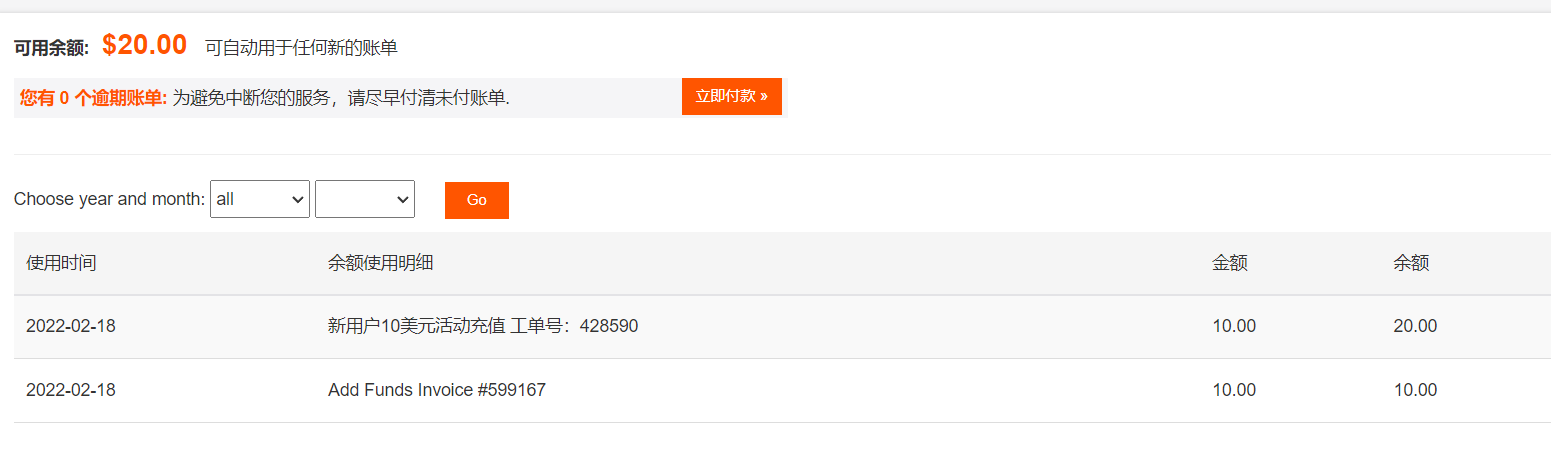 可用余额: $20.00 可自动用于任何新的账单
您有 0 个逾期账单: 为避免中断您的服务，请尽早付清未付账单. 立即付款 »
Choose year and month: all Go
使用时间 余额使用明细 金额 余额
2022-02-18 新用户10美元活动充值 工单号：428590 10.00 20.00
2022-02-18 Add Funds Invoice #599167 10.00 10.00